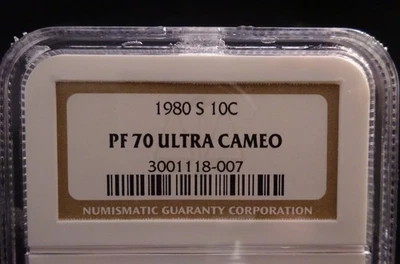 1980 S 10C
PF 70 ULTRA CAMEO
3001118-007
NUMISMATIC GUARANTY CORPORATION